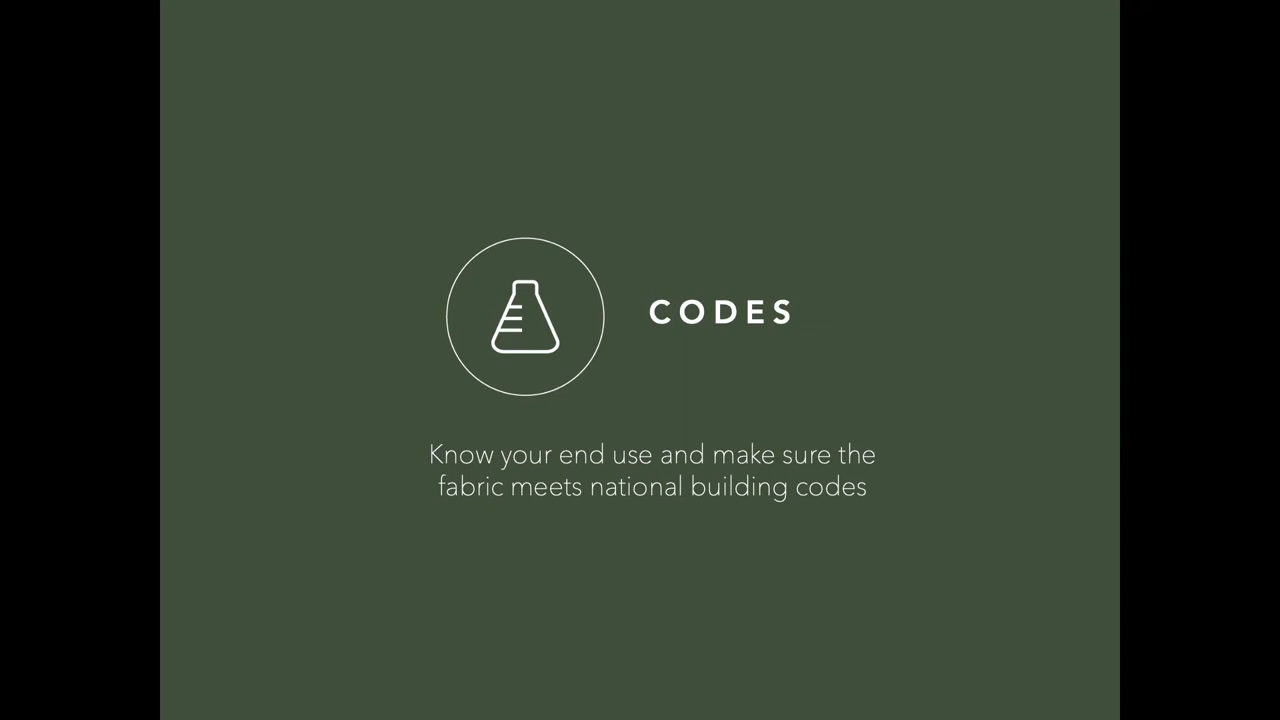 CODES
Know your end use and make sure the
fabric meets national building codes